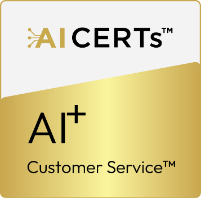 AI CERTs™
AI+
Customer Service™